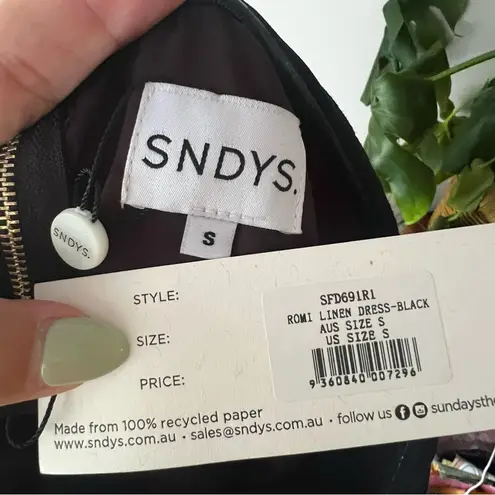 SNDYS.
S
SNDYS.
STYLE:
SIZE:
PRICE:
SFD691R1
ROMI LINEN DRESS-BLACK
AUS SIZE S
US SIZE S
9 360840 007296
Made from 100% recycled paper
www.sndys.com.au • sales@sndys.com.au • follow us sundaysthe